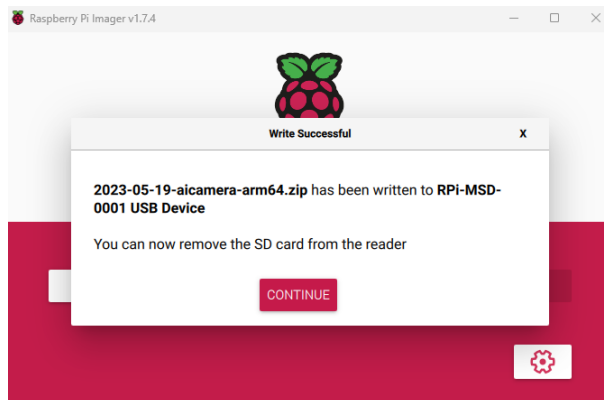 Raspberry Pi Imager v1.7.4
Write Successful
X
2023-05-19-aicamera-arm64.zip has been written to RPi-MSD-
0001 USB Device
You can now remove the SD card from the reader
CONTINUE